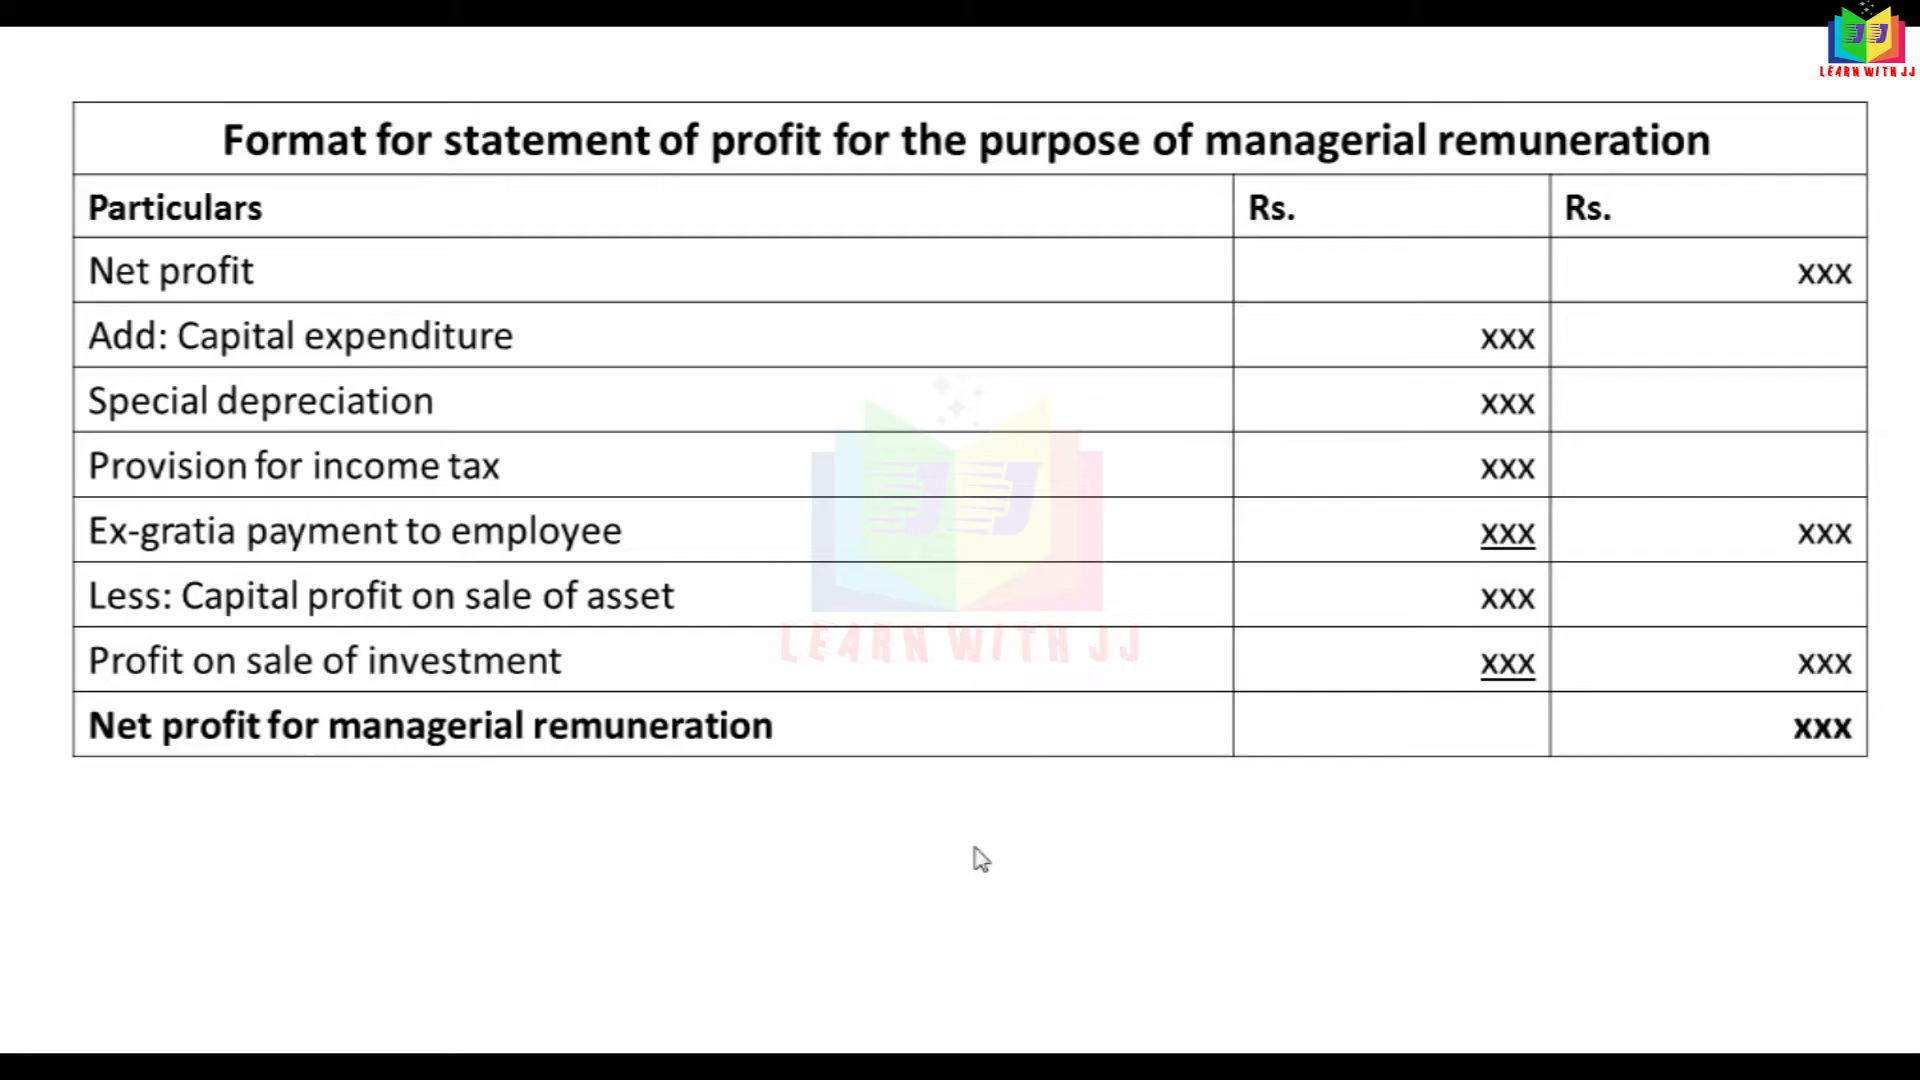 JJ
LEARN WITH JJ
Format for statement of profit for the purpose of managerial remuneration
Particulars Rs. Rs.
Net profit xxx
Add: Capital expenditure xxx
Special depreciation xxx
Provision for income tax xxx
Ex-gratia payment to employee xxx xxx
Less: Capital profit on sale of asset xxx
Profit on sale of investment xxx xxx
Net profit for managerial remuneration xxx
JJ
LEARN WITH JJ